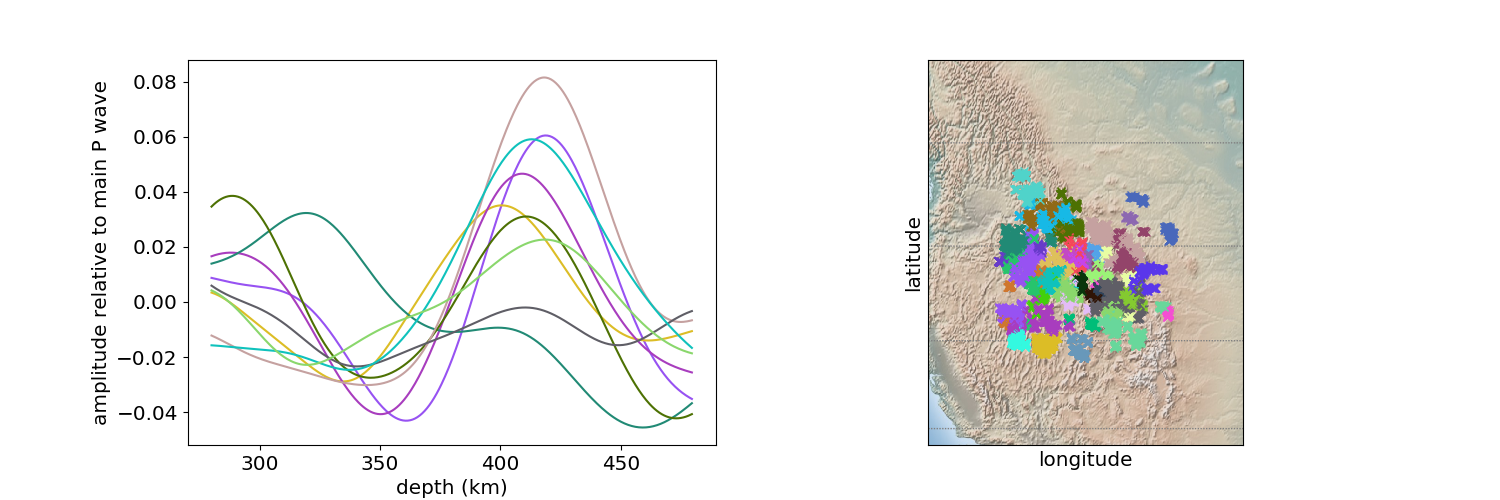 amplitude relative to main P wave
0.08
0.06
0.04
0.02
0.00
−0.02
−0.04
300 350 400 450
depth (km)
latitude
longitude